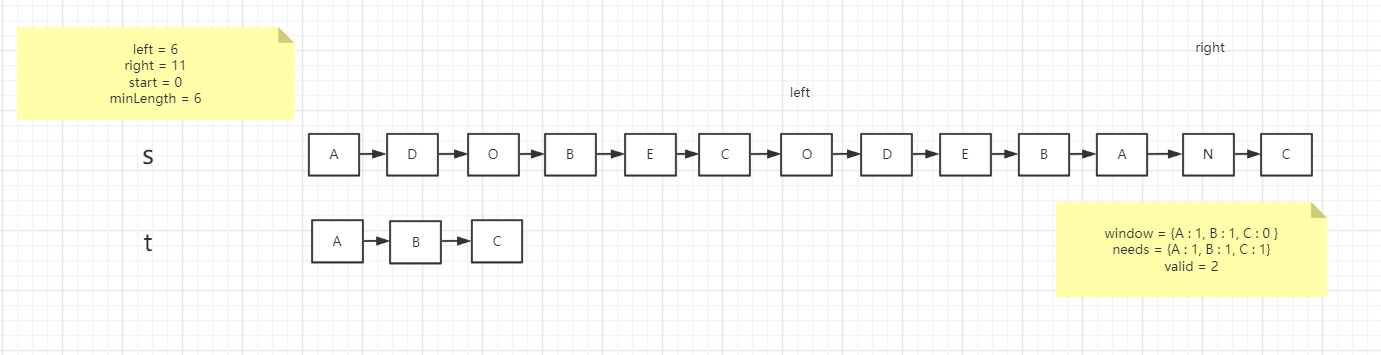 left = 6
right = 11
start = 0
minLength = 6
right
left
s
A D O B E C O D E B A N C
t
A B C
window = {A : 1, B : 1, C : 0 }
needs = {A : 1, B : 1, C : 1}
valid = 2